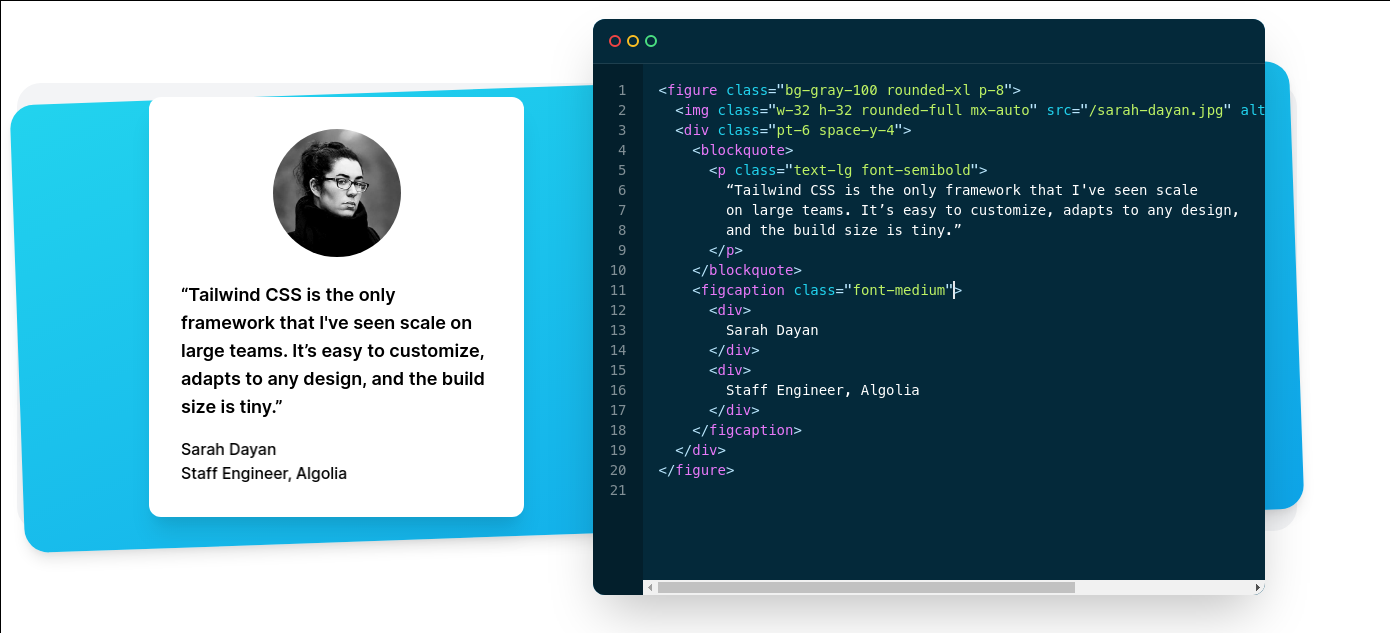 “Tailwind CSS is the only
framework that I've seen scale on
large teams. It’s easy to customize,
adapts to any design, and the build
size is tiny.”
Sarah Dayan
Staff Engineer, Algolia
1 <figure class="bg-gray-100 rounded-xl p-8">
2 <img class="w-32 h-32 rounded-full mx-auto" src="/sarah-dayan.jpg" alt
3 <div class="pt-6 space-y-4">
4 <blockquote>
5 <p class="text-lg font-semibold">
6 “Tailwind CSS is the only framework that I've seen scale
7 on large teams. It’s easy to customize, adapts to any design,
8 and the build size is tiny.”
9 </p>
10 </blockquote>
11 <figcaption class="font-medium">
12 <div>
13 Sarah Dayan
14 </div>
15 <div>
16 Staff Engineer, Algolia
17 </div>
18 </figcaption>
19 </div>
20 </figure>
21